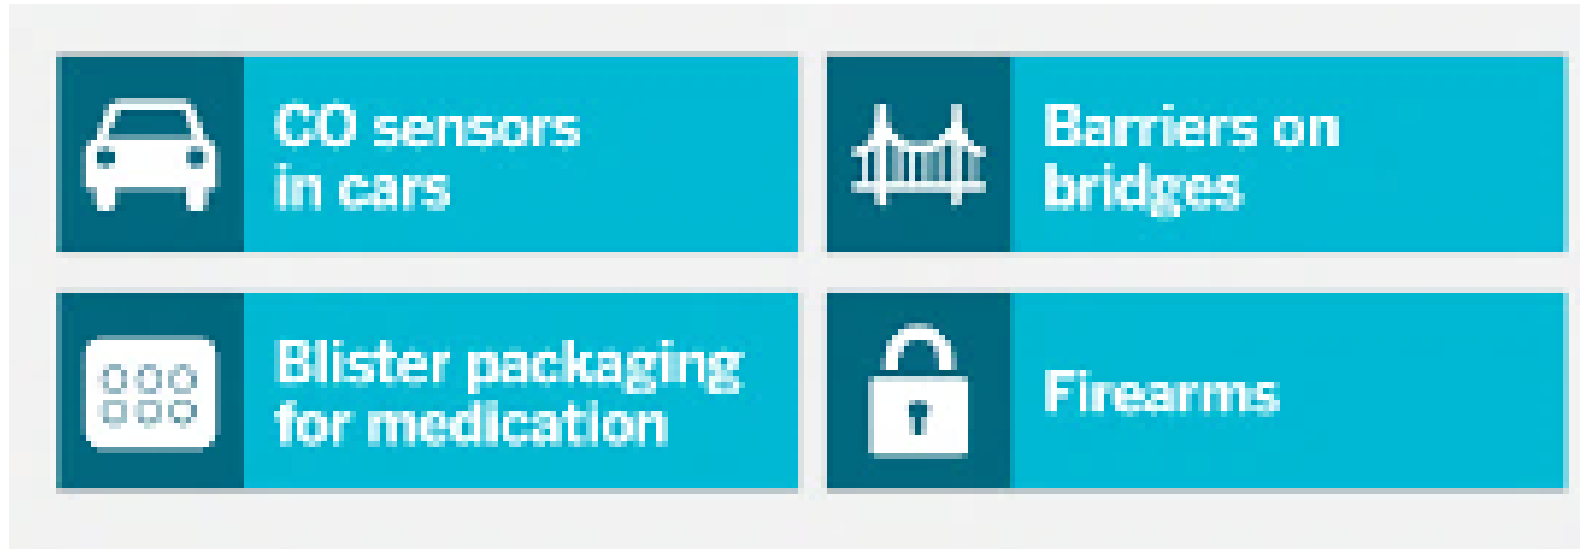 CO sensors
in cars
Barriers on
bridges
Blister packaging
for medication
Firearms